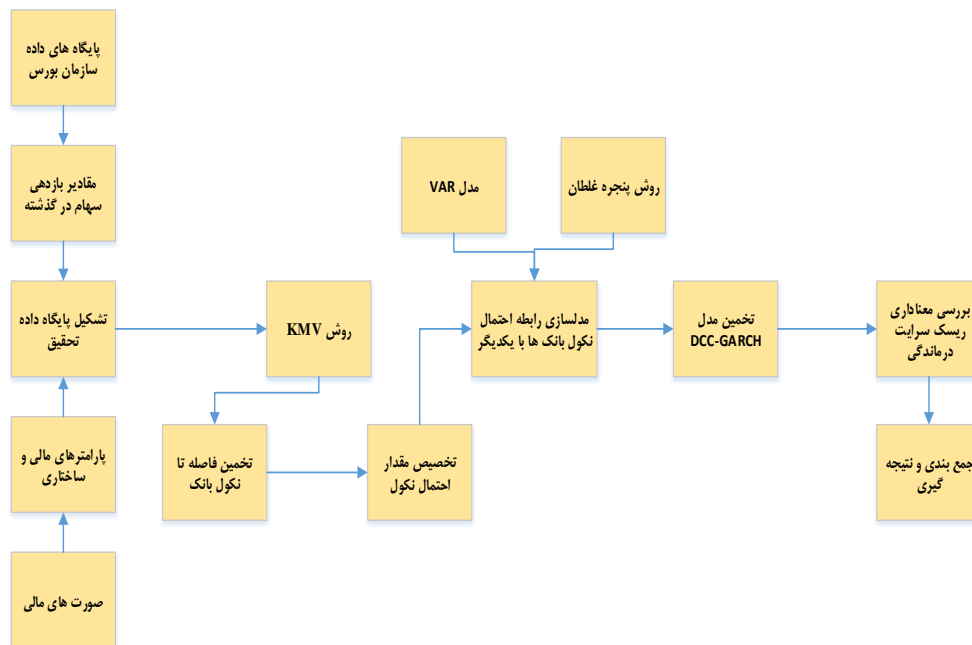 پایگاه های داده
سازمان بورس
مقادیر بازدهی
سهام در گذشته
تشکیل پایگاه داده
تحقیق
پارامترهای مالی و
ساختاری
صورت های مالی
روش KMV
تخمین فاصله تا
نکول بانک
تخصیص مقدار
احتمال نکول
مدل VAR
روش پنجره غلطان
مدلسازی رابطه احتمال
نکول بانک ها با یکدیگر
تخمین مدل
DCC-GARCH
بررسی معناداری
ریسک سرایت
درماندگی
جمع بندی و نتیجه
گیری